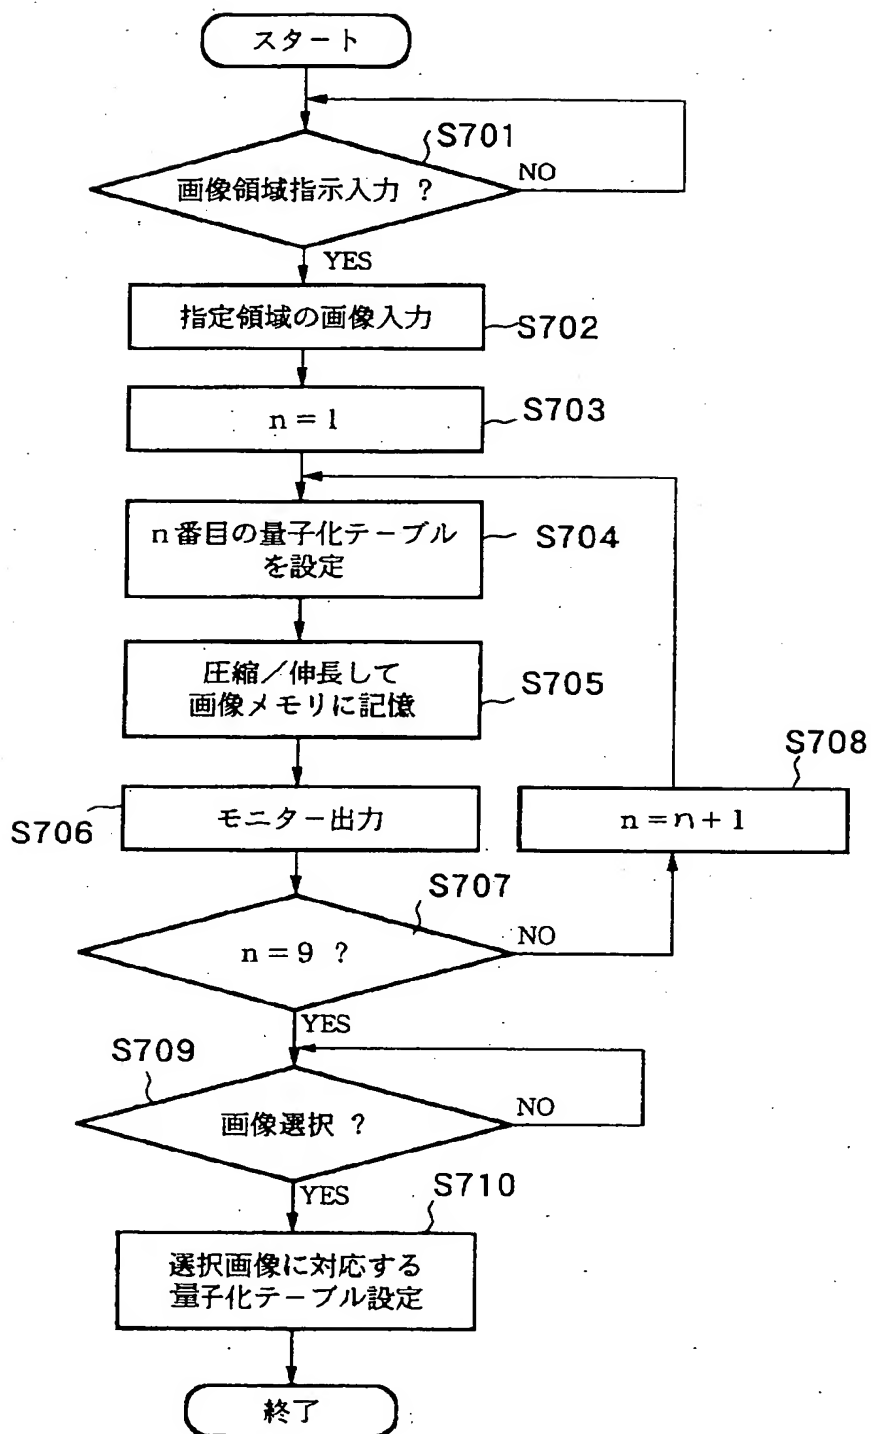 スタート
S701
画像領域指示入力 ?
NO
YES
指定領域の画像入力
S702
n = 1
S703
n番目の量子化テーブル
を設定
S704
圧縮/伸長して
画像メモリに記憶
S705
S708
モニター出力
S706
n = n + 1
S707
n = 9 ?
NO
YES
S709
画像選択 ?
NO
YES
S710
選択画像に対応する
量子化テーブル設定
終了